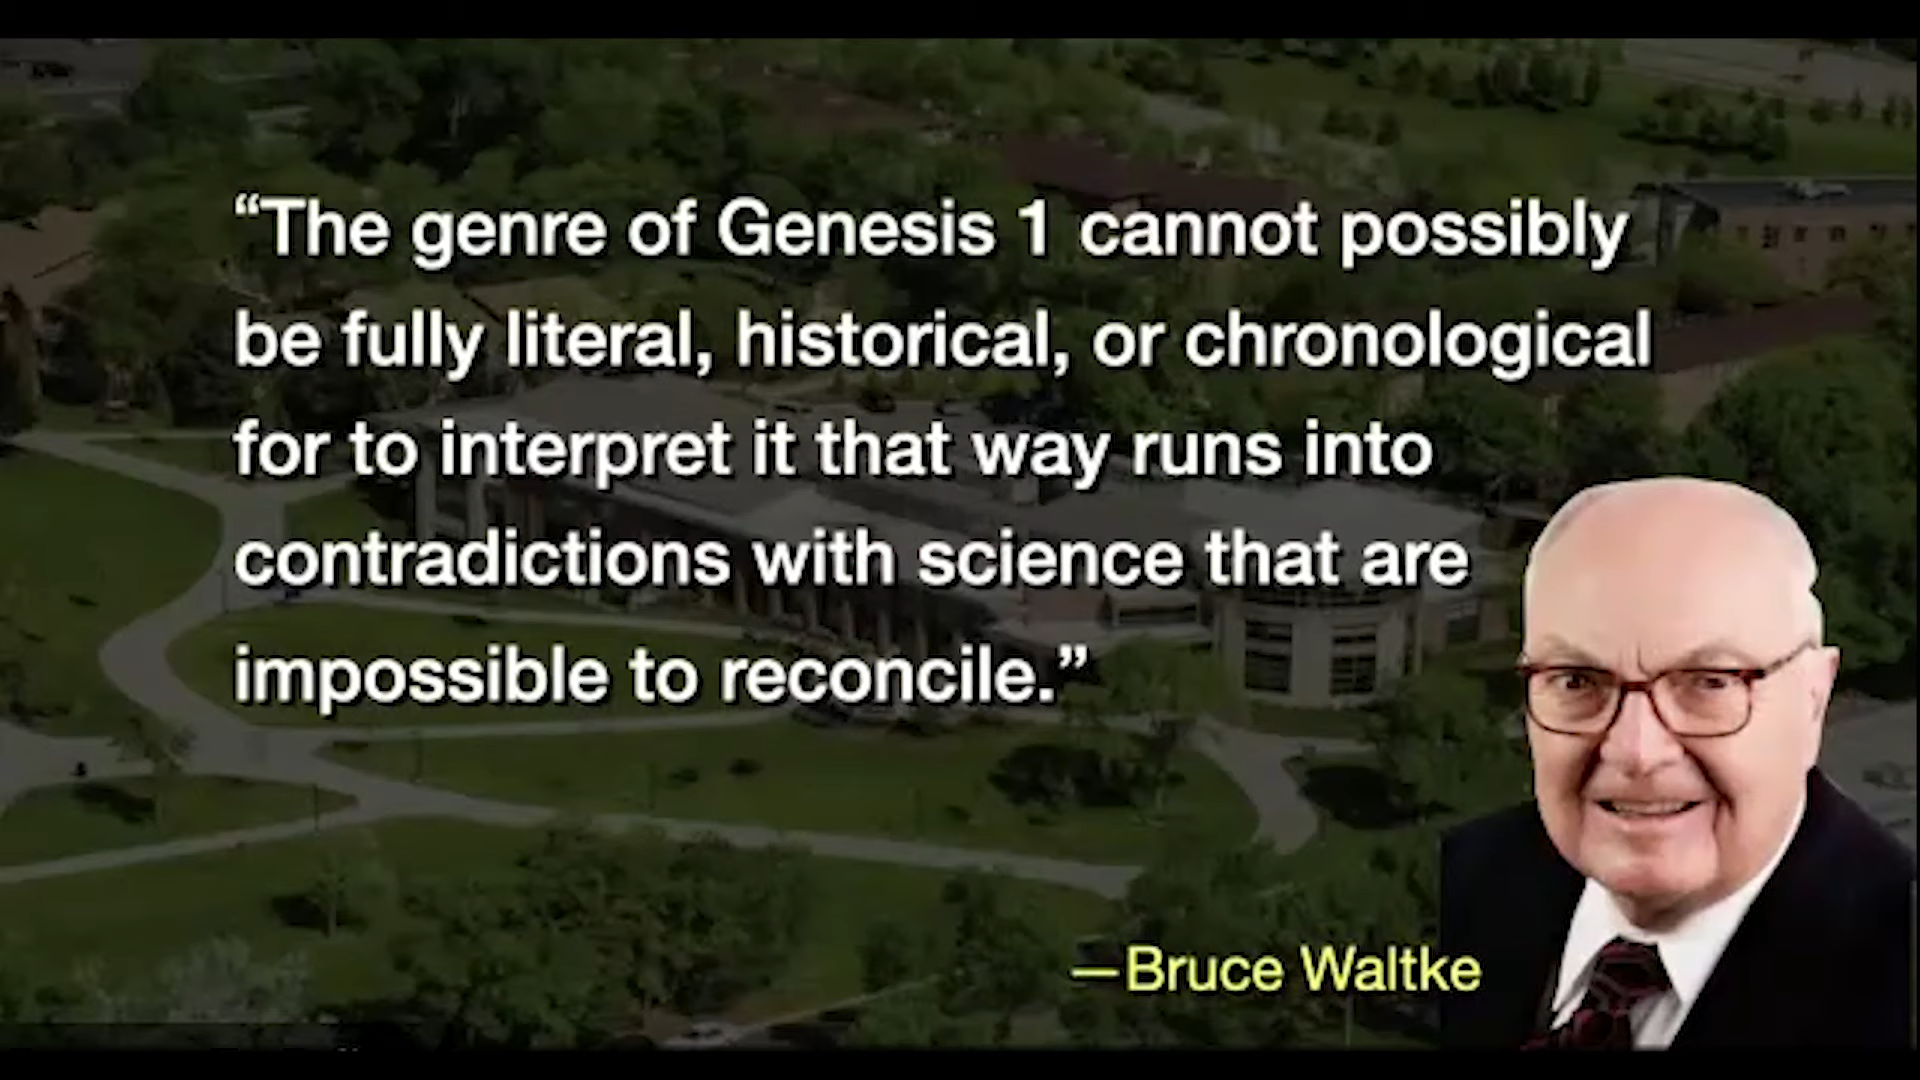 “The genre of Genesis 1 cannot possibly
be fully literal, historical, or chronological
for to interpret it that way runs into
contradictions with science that are
impossible to reconcile.”
—Bruce Waltke